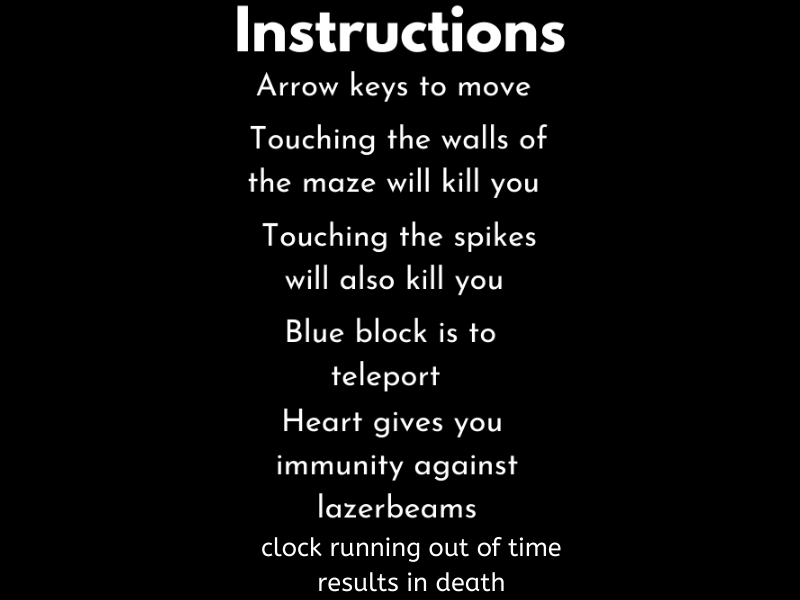 Instructions
Arrow keys to move
Touching the walls of
the maze will kill you
Touching the spikes
will also kill you
Blue block is to
teleport
Heart gives you
immunity against
lazerbeams
clock running out of time
results in death